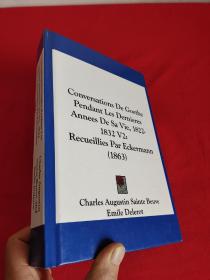 Conversations De Goethe
Pendant Les Dernieres
Annees De Sa Vie, 1822-
1832 V2:
Recueillies Par Eckermann
(1863)
Charles Augustin Sainte Beuve
Emile Delerot